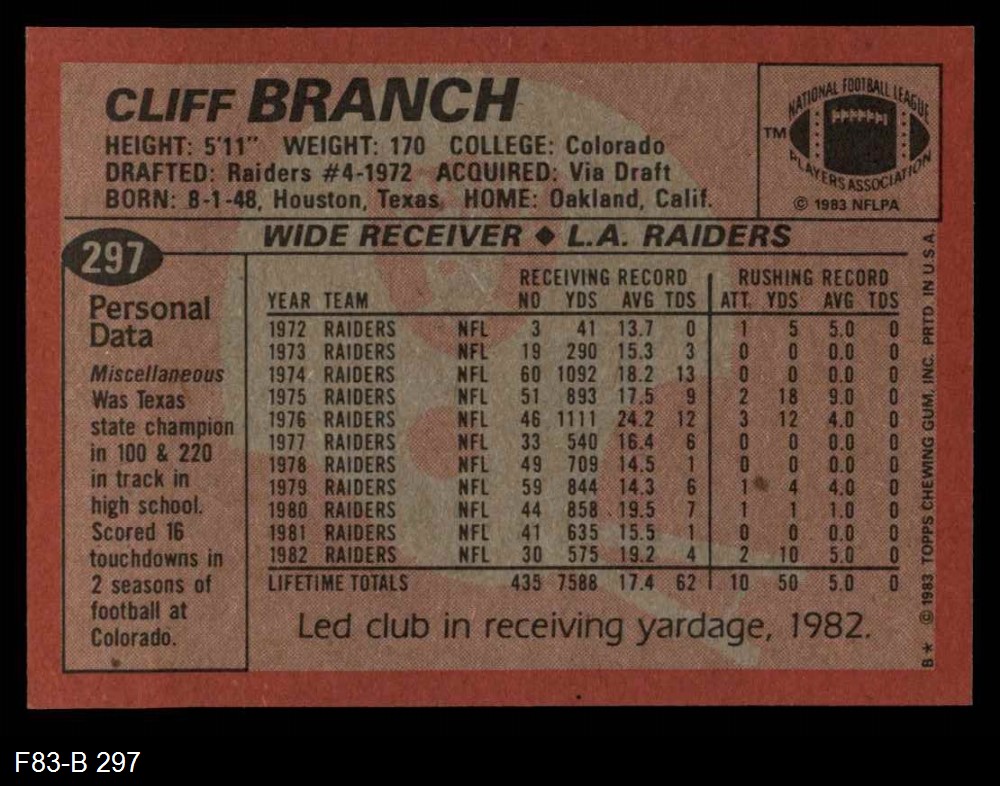 CLIFF BRANCH
HEIGHT: 5'11" WEIGHT: 170 COLLEGE: Colorado
DRAFTED: Raiders #4-1972 ACQUIRED: Via Draft
BORN: 8-1-48, Houston, Texas HOME: Oakland, Calif.
NATIONAL FOOTBALL LEAGUE
TM
PLAYERS ASSOCIATION
© 1983 NFLPA
297
WIDE RECEIVER ◆ L.A. RAIDERS
Personal
Data
Miscellaneous
Was Texas
state champion
in 100 & 220
in track in
high school.
Scored 16
touchdowns in
2 seasons of
football at
Colorado.
RECEIVING RECORD RUSHING RECORD
YEAR TEAM NO YDS AVG TDS ATT. YDS AVG TDS
1972 RAIDERS NFL 3 41 13.7 0 1 5 5.0 0
1973 RAIDERS NFL 19 290 15.3 3 0 0 0.0 0
1974 RAIDERS NFL 60 1092 18.2 13 0 0 0.0 0
1975 RAIDERS NFL 51 893 17.5 9 2 18 9.0 0
1976 RAIDERS NFL 46 1111 24.2 12 3 12 4.0 0
1977 RAIDERS NFL 33 540 16.4 6 0 0 0.0 0
1978 RAIDERS NFL 49 709 14.5 1 0 0 0.0 0
1979 RAIDERS NFL 59 844 14.3 6 1 4 4.0 0
1980 RAIDERS NFL 44 858 19.5 7 1 1 1.0 0
1981 RAIDERS NFL 41 635 15.5 1 0 0 0.0 0
1982 RAIDERS NFL 30 575 19.2 4 2 10 5.0 0
LIFETIME TOTALS 435 7588 17.4 62 10 50 5.0 0
Led club in receiving yardage, 1982.
B* © 1983 TOPPS CHEWING GUM, INC. PRTD. IN U.S.A.
F83-B 297